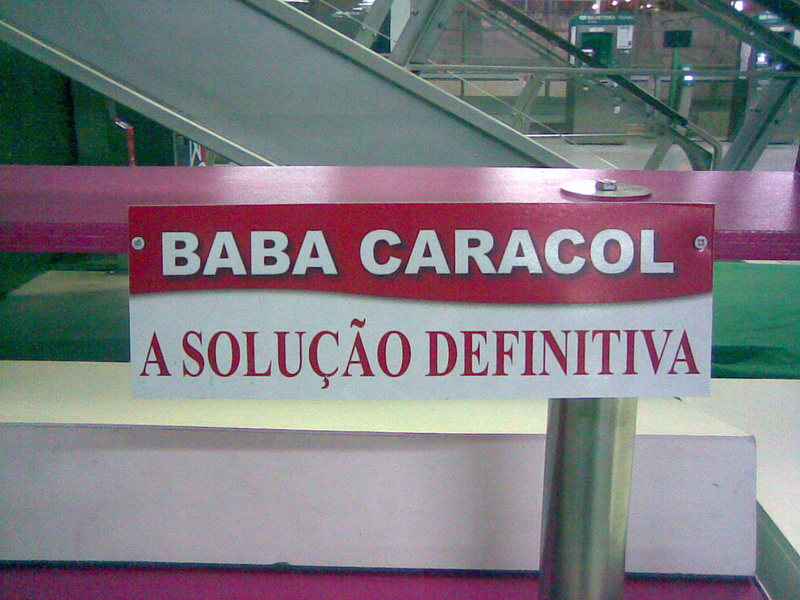 BABA CARACOL
A SOLUÇÃO DEFINITIVA